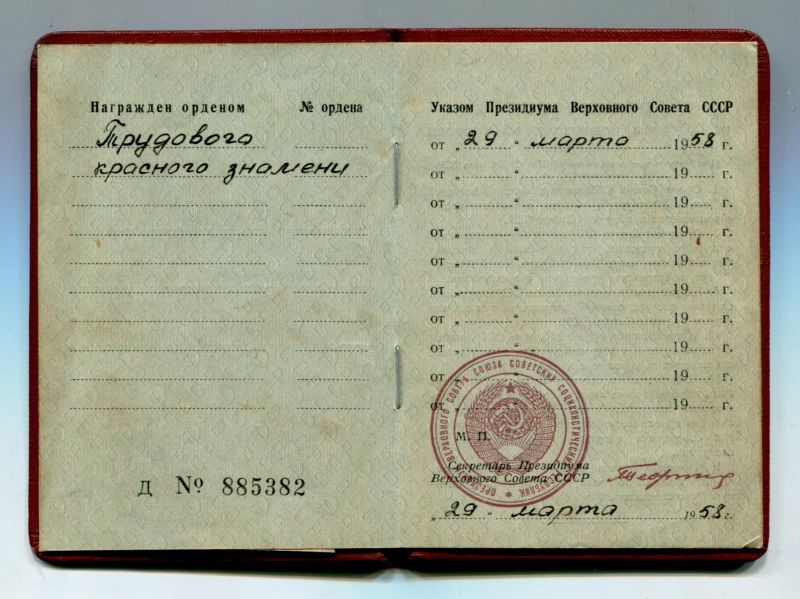 Награжден орденом № ордена
Трудового
красного знамени
Д № 885382
Указом Президиума Верховного Совета СССР
от „29“ марта 1958 г.
от „ “ 19 г.
от „ “ 19 г.
от „ “ 19 г.
от „ “ 19 г.
от „ “ 19 г.
от „ “ 19 г.
от „ “ 19 г.
от „ “ 19 г.
от „ “ 19 г.
ПРЕЗИДИУМ ВЕРХОВНОГО СОВЕТА СОЮЗА СОВЕТСКИХ СОЦИАЛИСТИЧЕСКИХ РЕСПУБЛИК
М. П.
Секретарь Президиума
Верховного Совета СССР
„29“ марта 1958 г.